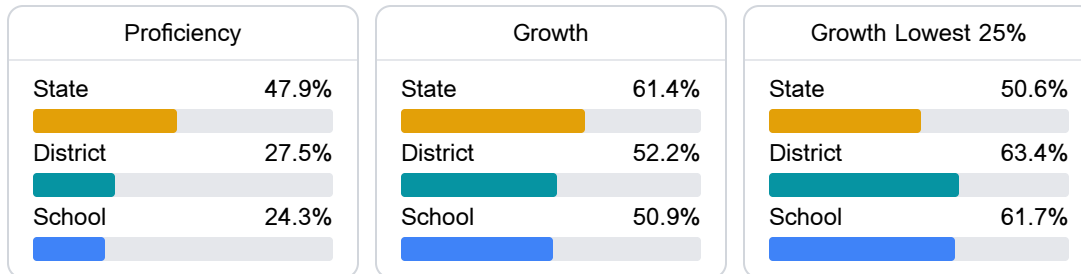 Proficiency
State 47.9%
District 27.5%
School 24.3%
Growth
State 61.4%
District 52.2%
School 50.9%
Growth Lowest 25%
State 50.6%
District 63.4%
School 61.7%